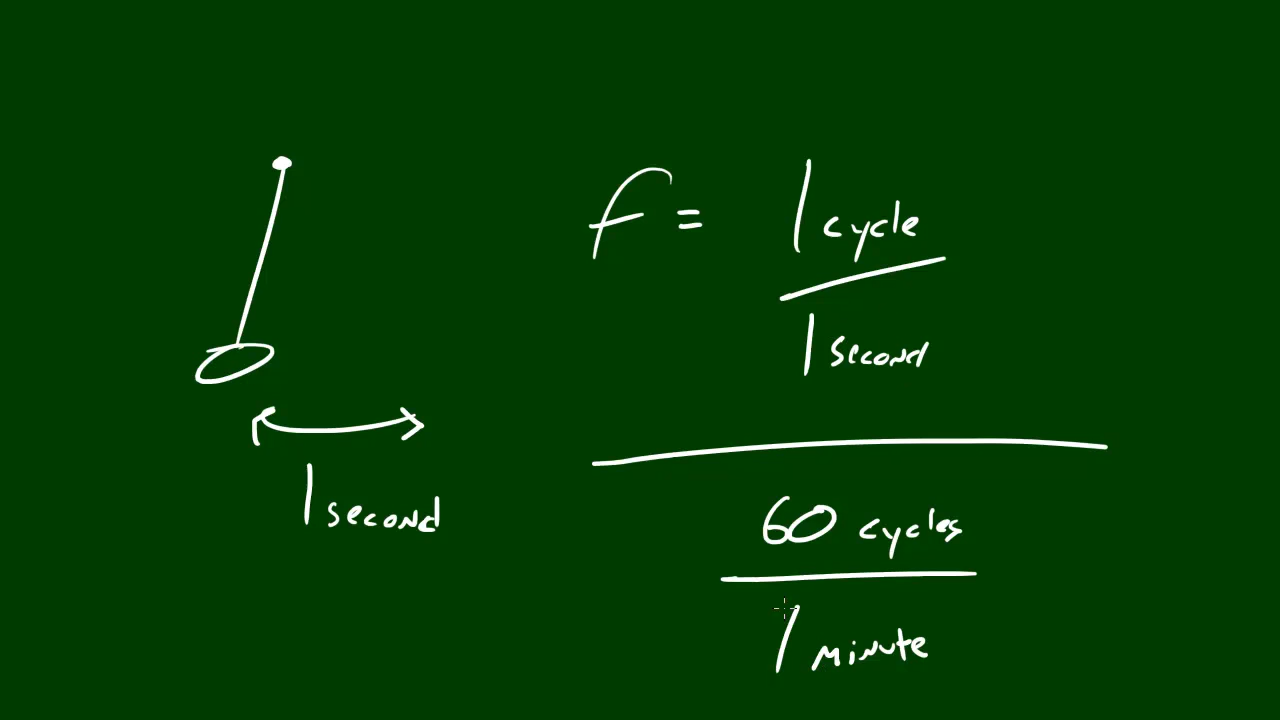 f = 1 cycle
1 second
1 second
60 cycles
1 minute